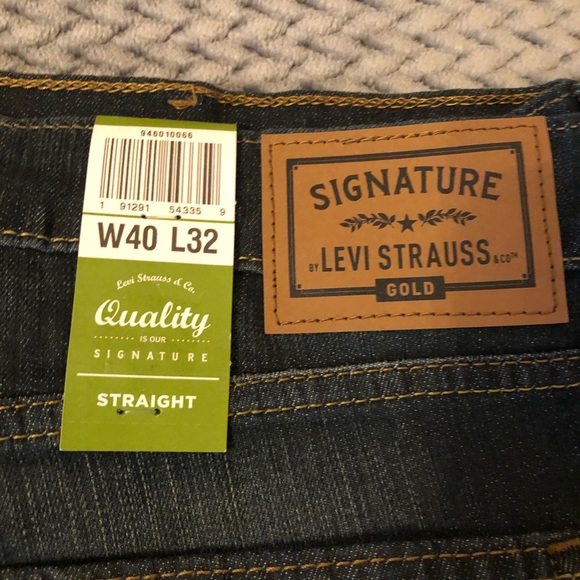 946010066
1 91291 54335 9
W40 L32
Levi Strauss & Co.
Quality
IS OUR
SIGNATURE
STRAIGHT
SIGNATURE
BY LEVI STRAUSS & CO™
GOLD